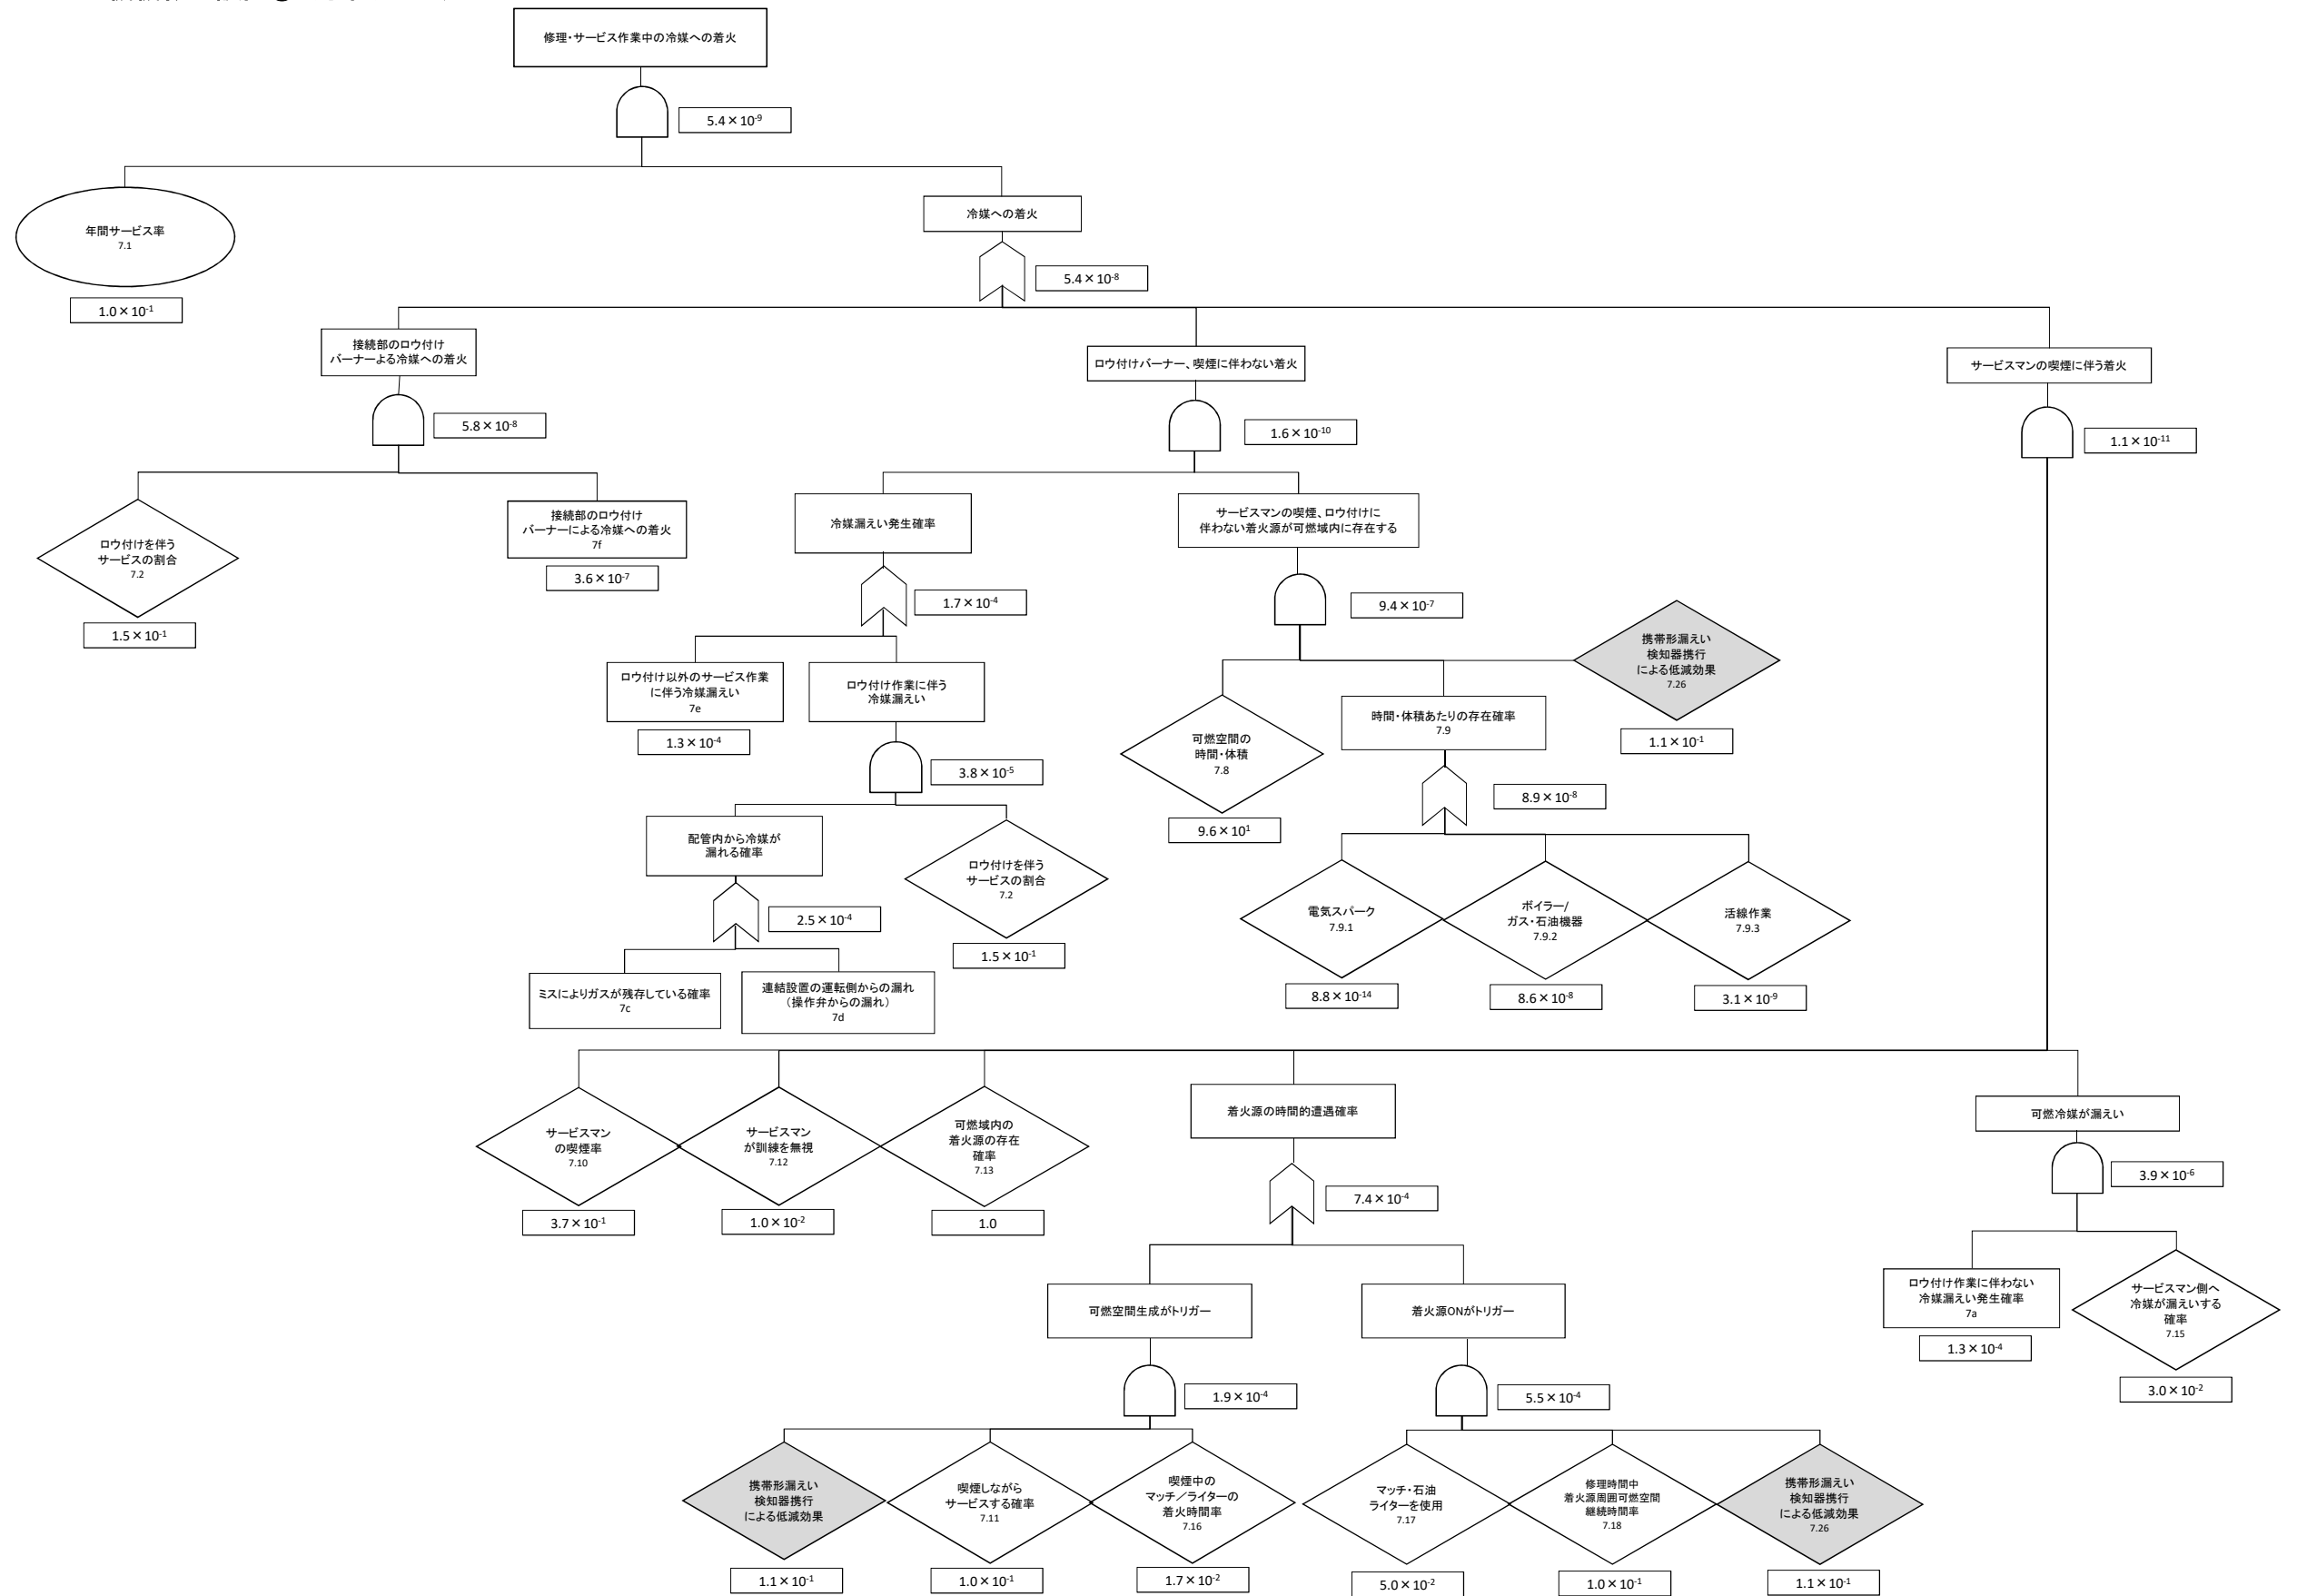 修理・サービス作業中の冷媒への着火
5.4×10-9
年間サービス率
7.1
1.0×10-1
冷媒への着火
5.4×10-8
接続部のロウ付け
バーナーよる冷媒への着火
5.8×10-8
ロウ付けバーナー、喫煙に伴わない着火
1.6×10-10
サービスマンの喫煙に伴う着火
1.1×10-11
ロウ付けを伴う
サービスの割合
7.2
1.5×10-1
接続部のロウ付け
バーナーによる冷媒への着火
7f
3.6×10-7
冷媒漏えい発生確率
1.7×10-4
サービスマンの喫煙、ロウ付けに
伴わない着火源が可燃域内に存在する
9.4×10-7
携帯形漏えい
検知器携行
による低減効果
7.26
1.1×10-1
ロウ付け以外のサービス作業
に伴う冷媒漏えい
7e
1.3×10-4
ロウ付け作業に伴う
冷媒漏えい
3.8×10-5
可燃空間の
時間・体積
7.8
9.6×101
時間・体積あたりの存在確率
7.9
8.9×10-8
配管内から冷媒が
漏れる確率
2.5×10-4
ロウ付けを伴う
サービスの割合
7.2
1.5×10-1
電気スパーク
7.9.1
8.8×10-14
ボイラー/
ガス・石油機器
7.9.2
8.6×10-8
活線作業
7.9.3
3.1×10-9
ミスによりガスが残存している確率
7c
連結設置の運転側からの漏れ
（操作弁からの漏れ）
7d
サービスマン
の喫煙率
7.10
3.7×10-1
サービスマン
が訓練を無視
7.12
1.0×10-2
可燃域内の
着火源の存在
確率
7.13
1.0
着火源の時間的遭遇確率
7.4×10-4
可燃冷媒が漏えい
3.9×10-6
可燃空間生成がトリガー
1.9×10-4
着火源ONがトリガー
5.5×10-4
ロウ付け作業に伴わない
冷媒漏えい発生確率
7a
1.3×10-4
サービスマン側へ
冷媒が漏えいする
確率
7.15
3.0×10-2
携帯形漏えい
検知器携行
による低減効果
1.1×10-1
喫煙しながら
サービスする確率
7.11
1.0×10-1
喫煙中の
マッチ／ライターの
着火時間率
7.16
1.7×10-2
マッチ・石油
ライターを使用
7.17
5.0×10-2
修理時間中
着火源周囲可燃空間
継続時間率
7.18
1.0×10-1
携帯形漏えい
検知器携行
による低減効果
7.26
1.1×10-1